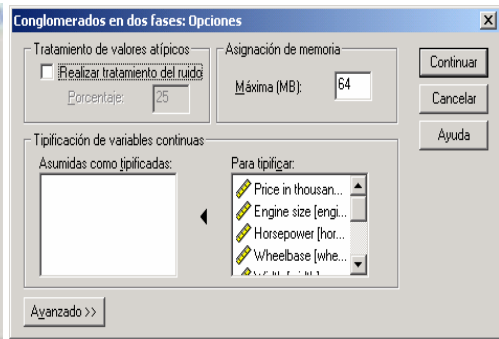 Conglomerados en dos fases: Opciones
Tratamiento de valores atípicos
Realizar tratamiento del ruido
Porcentaje: 25
Asignación de memoria
Máxima (MB): 64
Continuar
Cancelar
Ayuda
Tipificación de variables continuas
Asumidas como tipificadas:
Para tipificar:
Price in thousan...
Engine size [engi...
Horsepower [hor...
Wheelbase [whe...
Avanzado >>